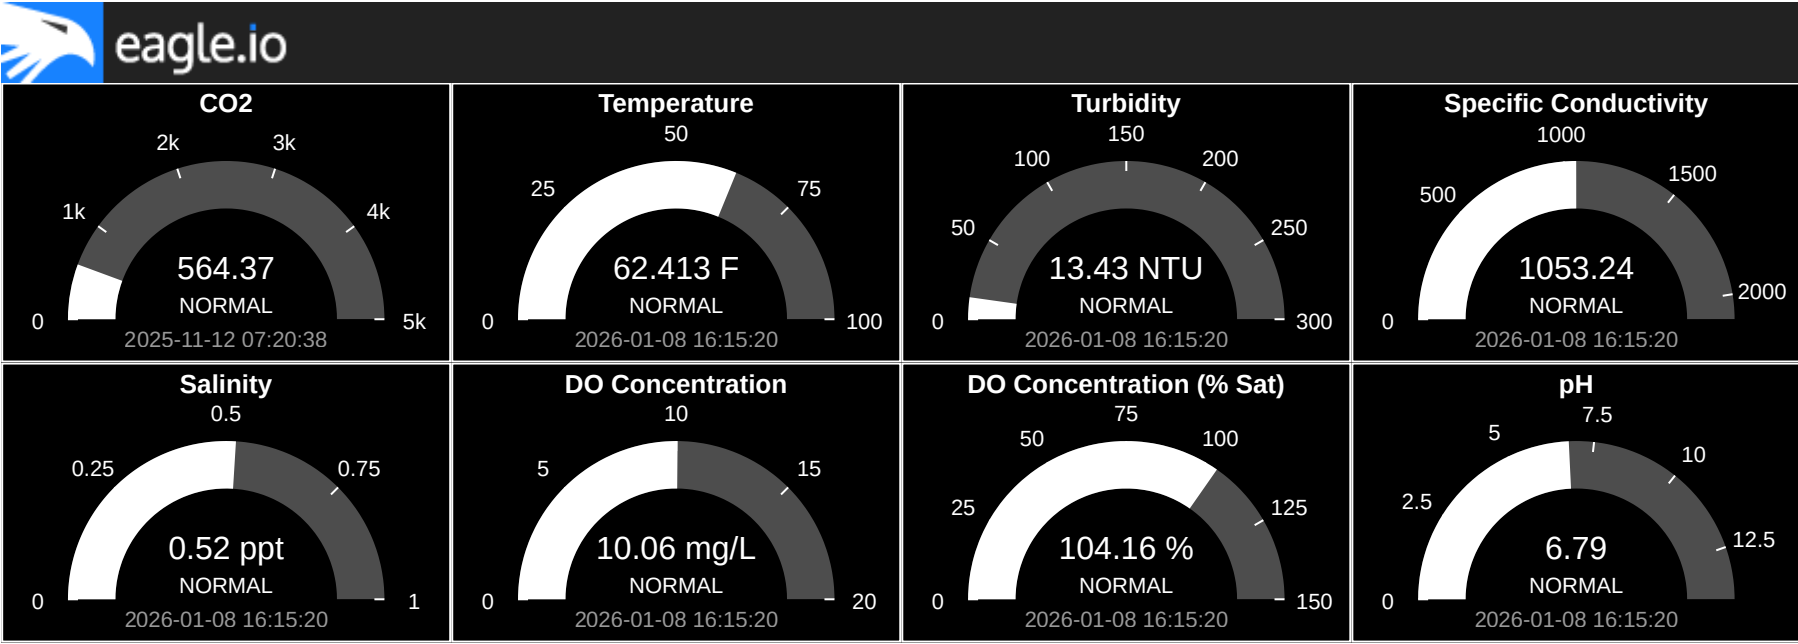 eagle.io
CO2
2k 3k
1k 4k
0 5k
564.37
NORMAL
2025-11-12 07:20:38
Temperature
50
25 75
0 100
62.413 F
NORMAL
2026-01-08 16:15:20
Turbidity
150
100 200
50 250
0 300
13.43 NTU
NORMAL
2026-01-08 16:15:20
Specific Conductivity
1000
1500
500
2000
0
1053.24
NORMAL
2026-01-08 16:15:20
Salinity
0.5
0.25 0.75
0 1
0.52 ppt
NORMAL
2026-01-08 16:15:20
DO Concentration
10
5 15
0 20
10.06 mg/L
NORMAL
2026-01-08 16:15:20
DO Concentration (% Sat)
75
50 100
25 125
0 150
104.16 %
NORMAL
2026-01-08 16:15:20
pH
7.5
5
10
2.5
12.5
0
6.79
NORMAL
2026-01-08 16:15:20